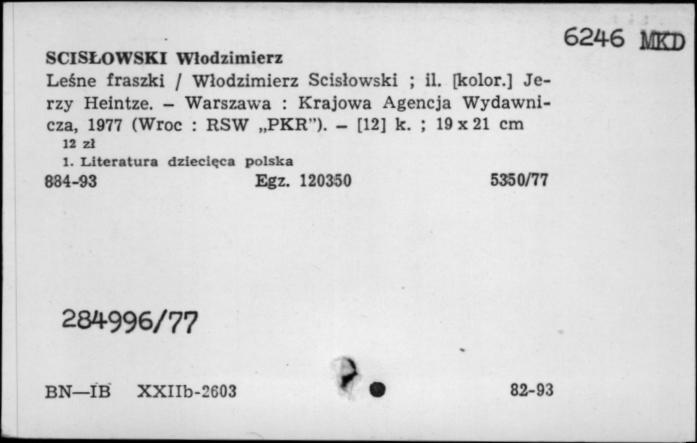 6246 MKD
SCISŁOWSKI Włodzimierz
Leśne fraszki / Włodzimierz Scisłowski ; il. [kolor.] Je-
rzy Heintze. — Warszawa : Krajowa Agencja Wydawni-
cza, 1977 (Wroc : RSW „PKR”). — [12] k. ; 19 x 21 cm
12 zł
1. Literatura dziecięca polska
884-93 Egz. 120350 5350/77
284996/77
BN—IB XXIIb-2603 82-93